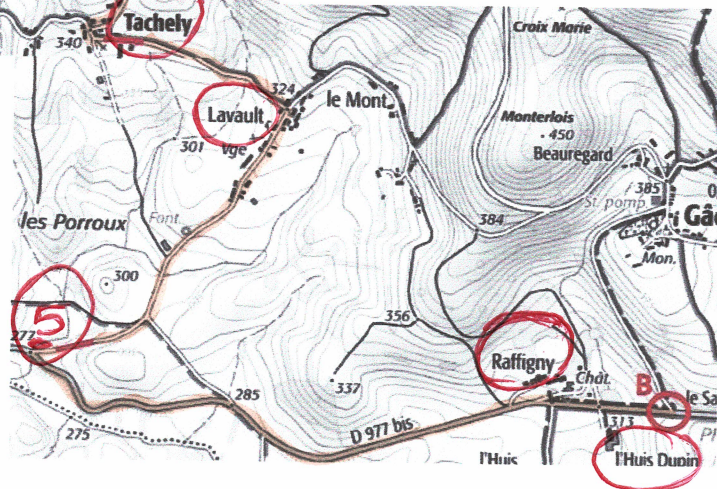 Tachely
Croix Marie
340
324
Lavault
le Mont
Monterlois
450
301
Vge
Beauregard
385
St. pomp.
Gâ
les Porroux
Font.
384
Mon.
300
5
272
356
Raffigny
Chât.
337
B
le Sa
285
D 977 bis
313
275
l'Huis
l'Huis Dupin